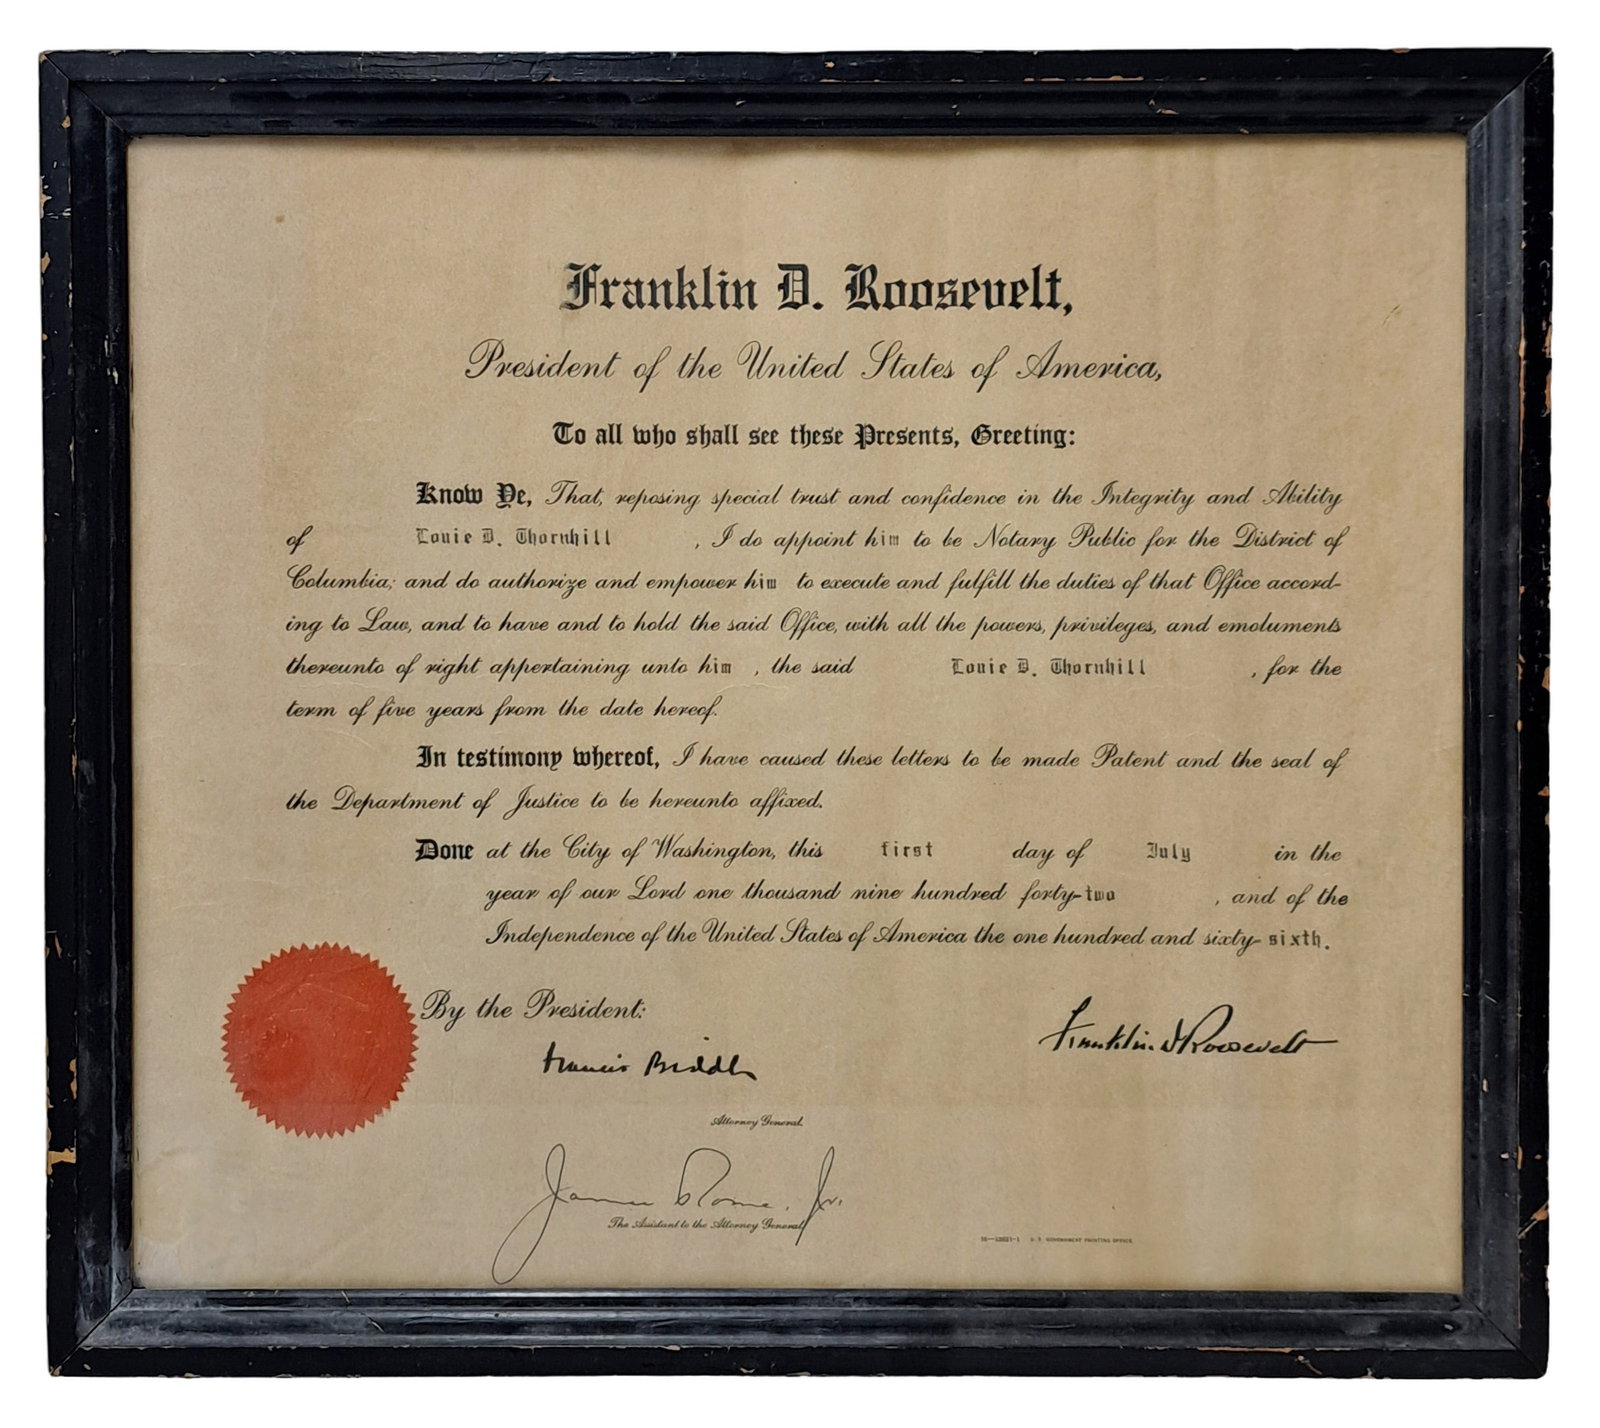 Franklin D. Roosevelt,
President of the United States of America,
To all who shall see these Presents, Greeting:
Know Ye, That, reposing special trust and confidence in the Integrity and Ability
of Louie D. Thornhill , I do appoint him to be Notary Public for the District of
Columbia; and do authorize and empower him to execute and fulfill the duties of that Office accord-
ing to Law, and to have and to hold the said Office, with all the powers, privileges, and emoluments
thereunto of right appertaining unto him , the said Louie D. Thornhill , for the
term of five years from the date hereof.
In testimony whereof, I have caused these letters to be made Patent and the seal of
the Department of Justice to be hereunto affixed.
Done at the City of Washington, this first day of July in the
year of our Lord one thousand nine hundred forty-two , and of the
Independence of the United States of America the one hundred and sixty-sixth.
By the President:
Franklin D Roosevelt
Francis Biddle
Attorney General.
James Rowe, Jr.
The Assistant to the Attorney General.
U. S. GOVERNMENT PRINTING OFFICE